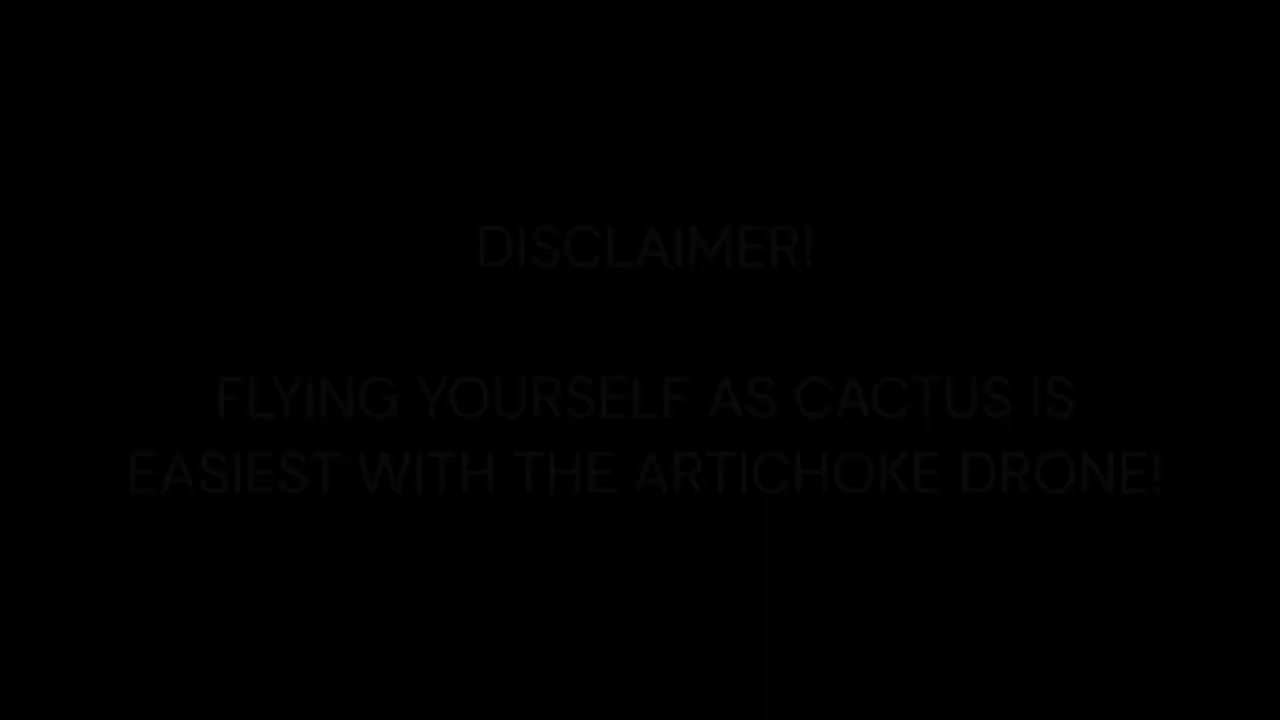 DISCLAIMER!
FLYING YOURSELF AS CACTUS IS
EASIEST WITH THE ARTICHOKE DRONE!